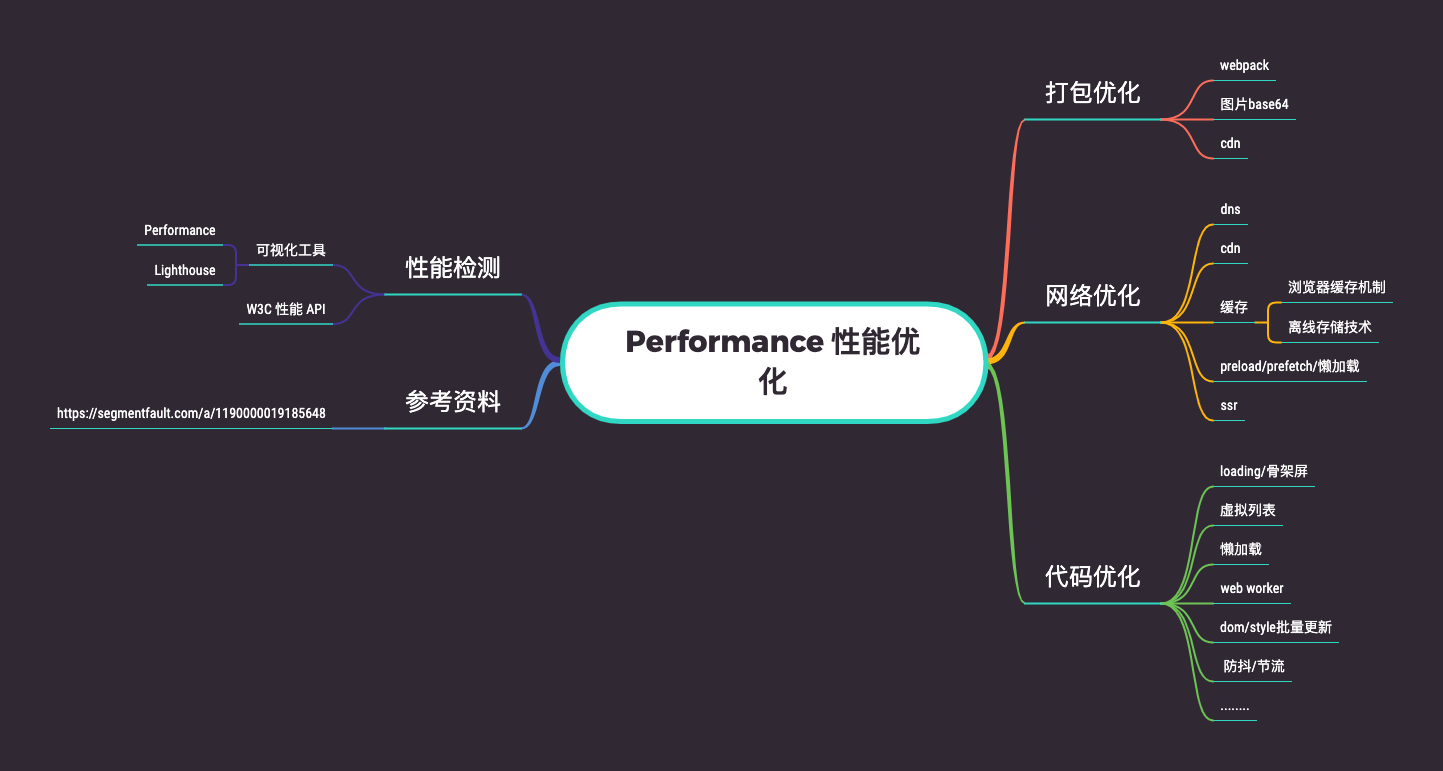 Performance 性能优
化
打包优化
webpack
图片base64
cdn
网络优化
dns
cdn
缓存
浏览器缓存机制
离线存储技术
preload/prefetch/懒加载
ssr
代码优化
loading/骨架屏
虚拟列表
懒加载
web worker
dom/style批量更新
防抖/节流
........
性能检测
可视化工具
Performance
Lighthouse
W3C 性能 API
参考资料
https://segmentfault.com/a/1190000019185648